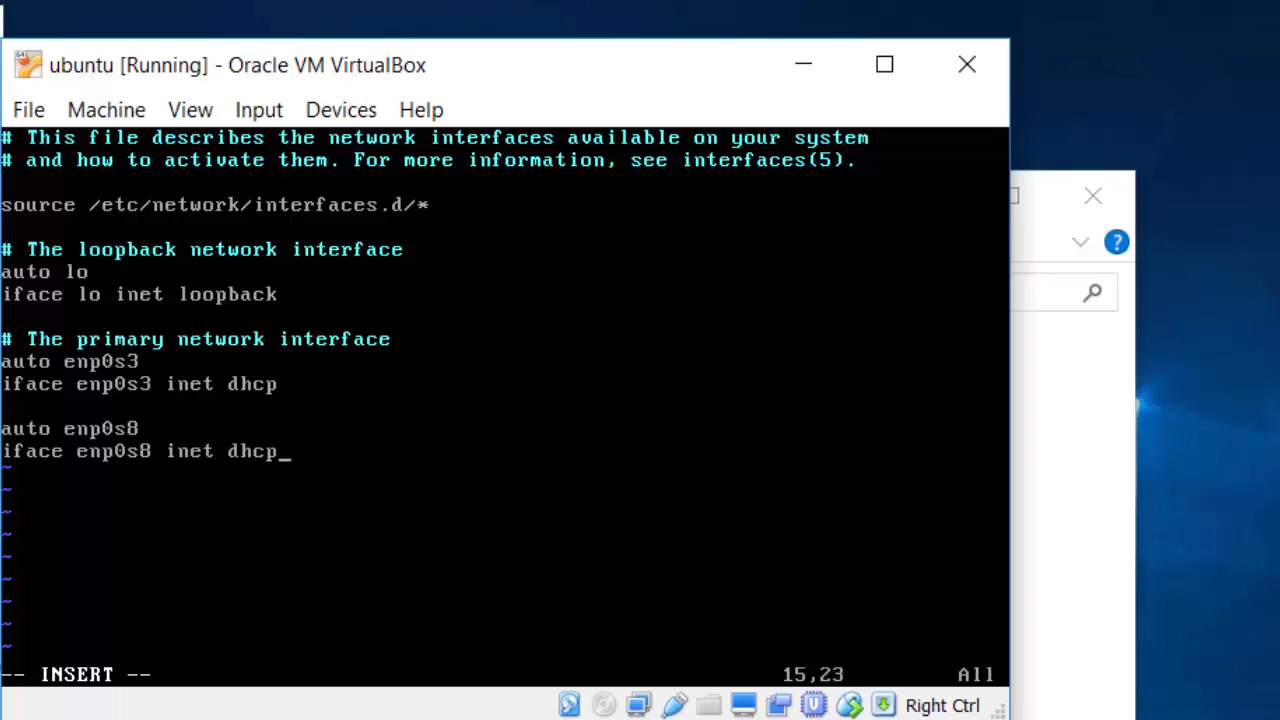 ubuntu [Running] - Oracle VM VirtualBox
File Machine View Input Devices Help
# This file describes the network interfaces available on your system
# and how to activate them. For more information, see interfaces(5).
source /etc/network/interfaces.d/*
# The loopback network interface
auto lo
iface lo inet loopback
# The primary network interface
auto enp0s3
iface enp0s3 inet dhcp
auto enp0s8
iface enp0s8 inet dhcp_
~
~
~
~
~
~
~
~
~
-- INSERT -- 15,23 All
Right Ctrl
?